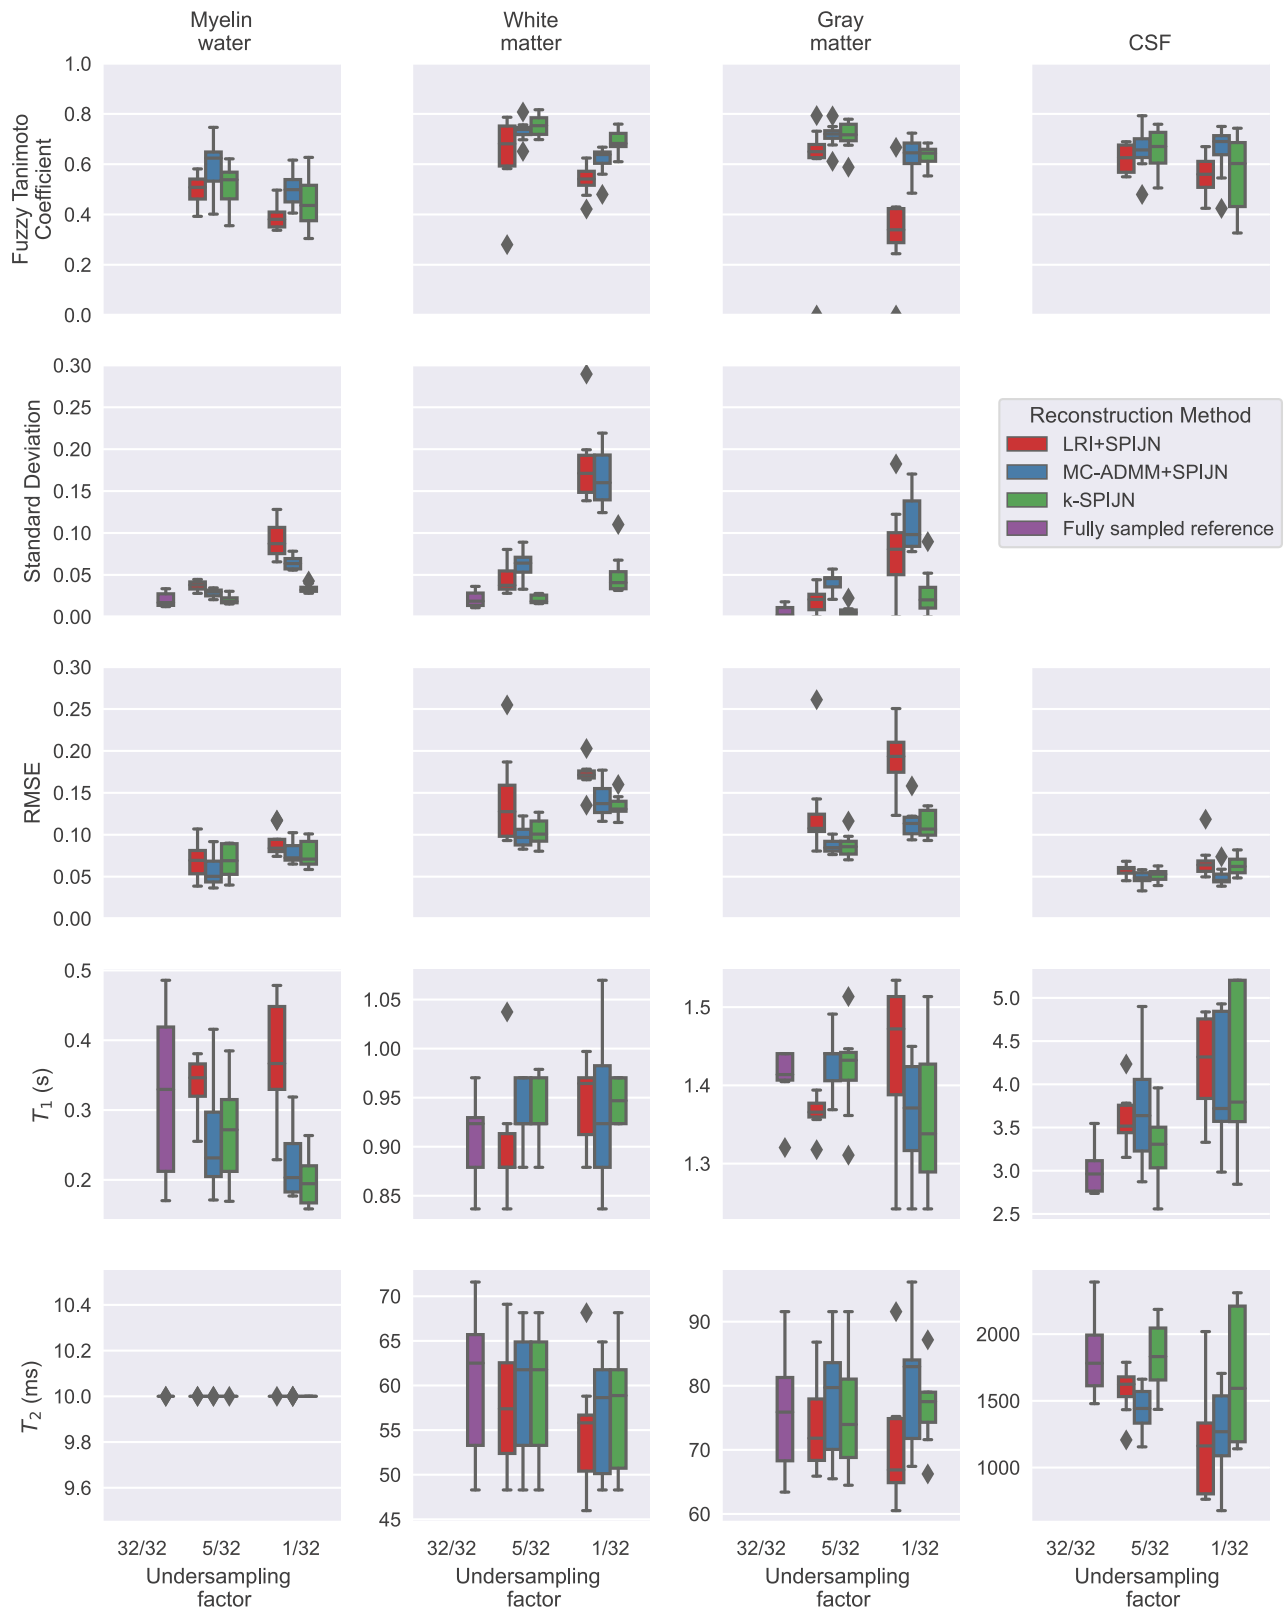 Myelin water
White matter
Gray matter
CSF
Fuzzy Tanimoto Coefficient
1.0
0.8
0.6
0.4
0.2
0.0
Standard Deviation
0.30
0.25
0.20
0.15
0.10
0.05
0.00
Reconstruction Method
LRI+SPIJN
MC-ADMM+SPIJN
k-SPIJN
Fully sampled reference
RMSE
0.30
0.25
0.20
0.15
0.10
0.05
0.00
T1 (s)
0.5
0.4
0.3
0.2
1.05
1.00
0.95
0.90
0.85
1.5
1.4
1.3
5.0
4.5
4.0
3.5
3.0
2.5
T2 (ms)
10.4
10.2
10.0
9.8
9.6
70
65
60
55
50
45
90
80
70
60
2000
1500
1000
32/32 5/32 1/32
32/32 5/32 1/32
32/32 5/32 1/32
32/32 5/32 1/32
Undersampling factor
Undersampling factor
Undersampling factor
Undersampling factor